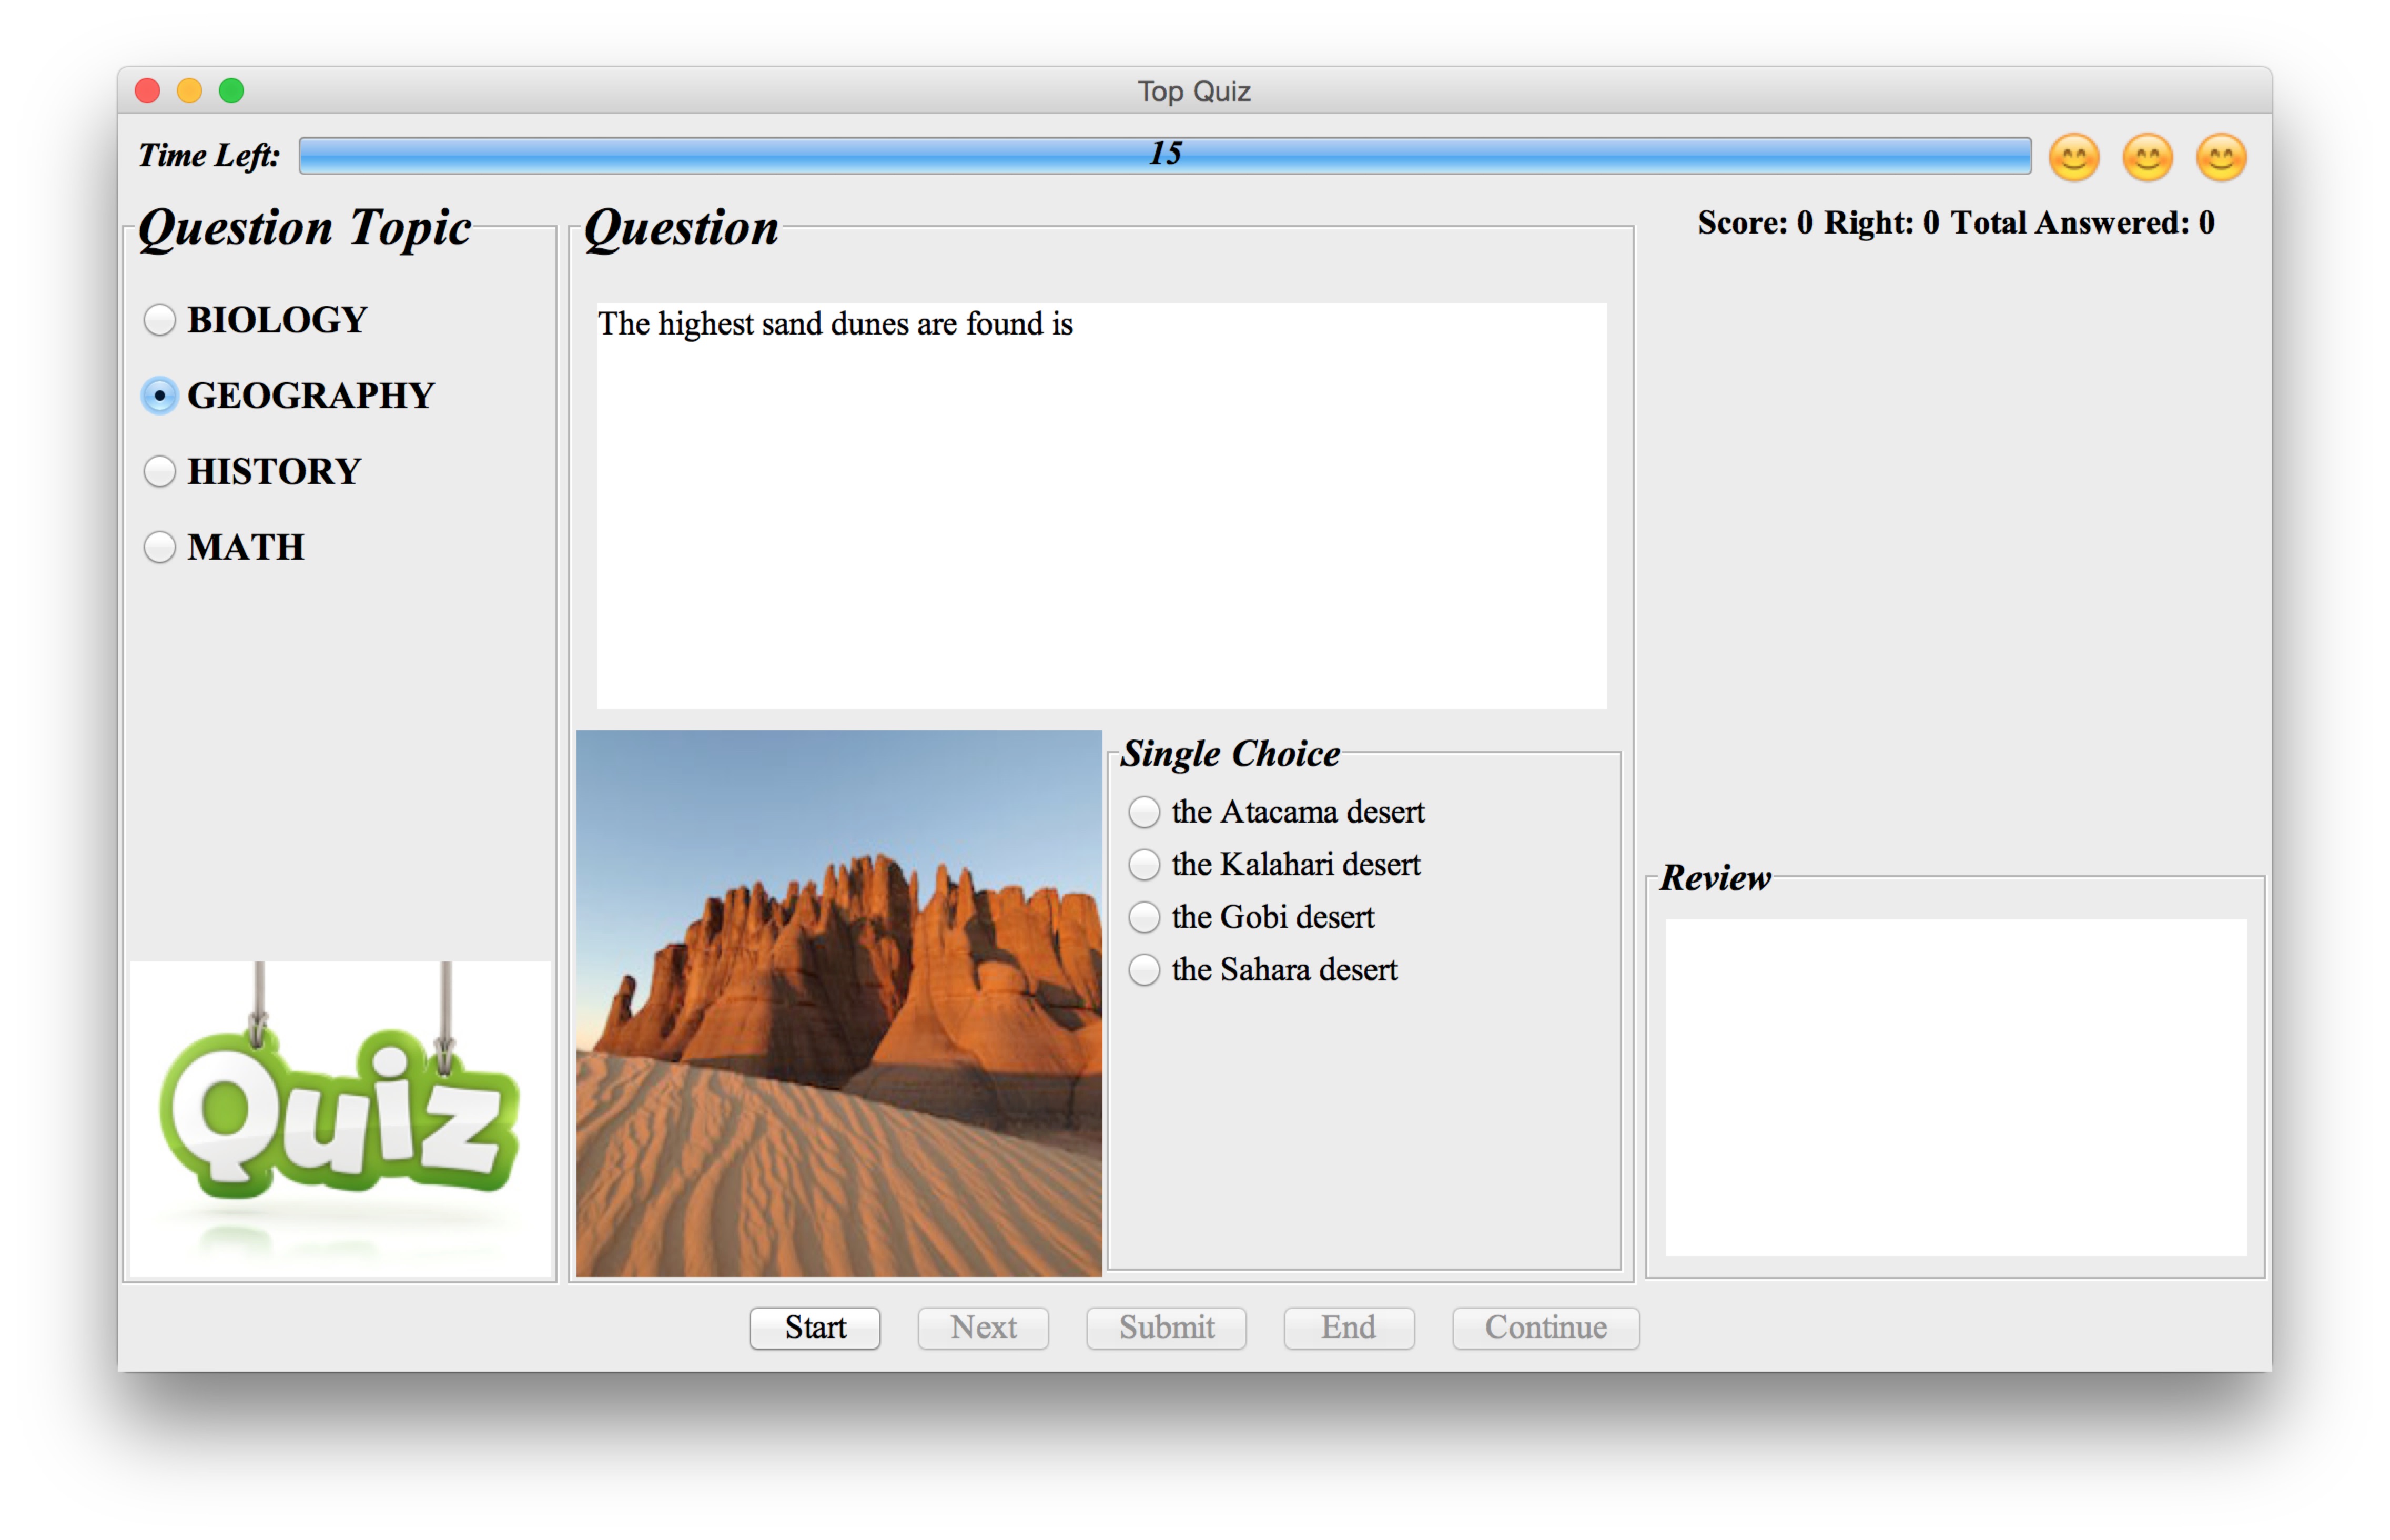 Top Quiz
Time Left:
15
Score: 0 Right: 0 Total Answered: 0
Question Topic
BIOLOGY
GEOGRAPHY
HISTORY
MATH
Quiz
Question
The highest sand dunes are found is
Single Choice
the Atacama desert
the Kalahari desert
the Gobi desert
the Sahara desert
Review
Start
Next
Submit
End
Continue